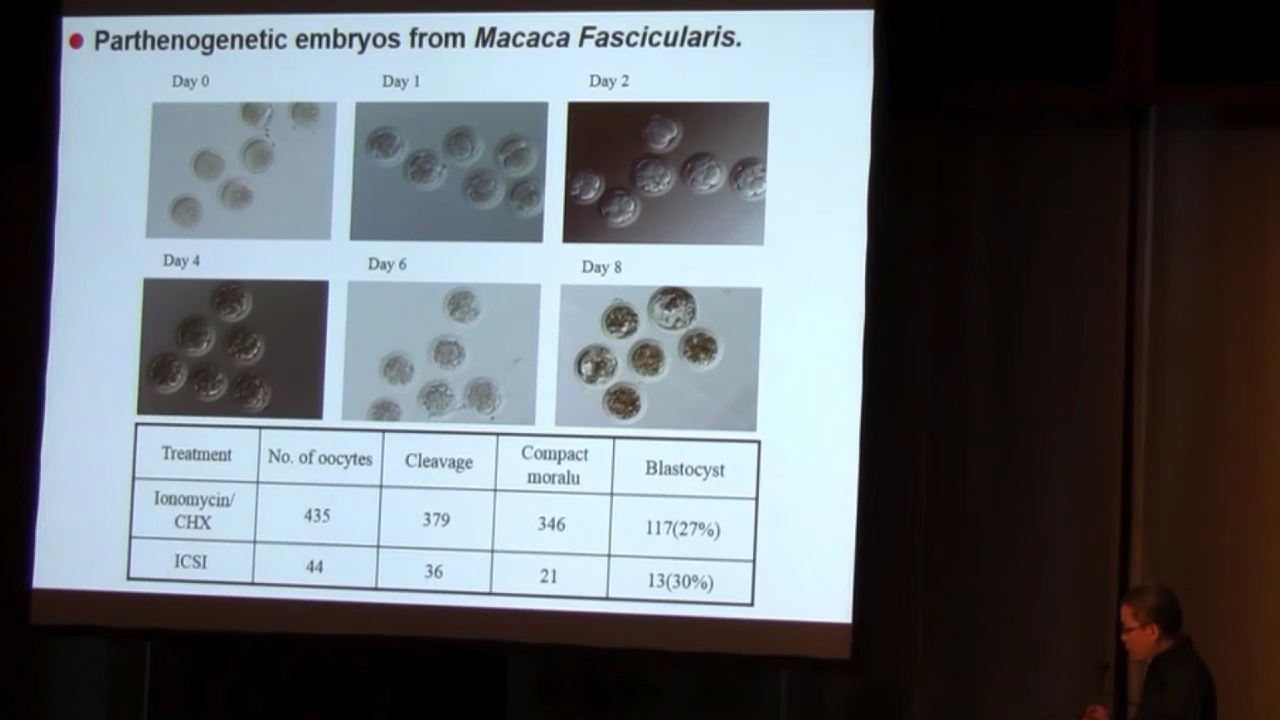 Parthenogenetic embryos from Macaca Fascicularis.
Day 0
Day 1
Day 2
Day 4
Day 6
Day 8
Treatment
No. of oocytes
Cleavage
Compact
moralu
Blastocyst
Ionomycin/
CHX
435
379
346
117(27%)
ICSI
44
36
21
13(30%)